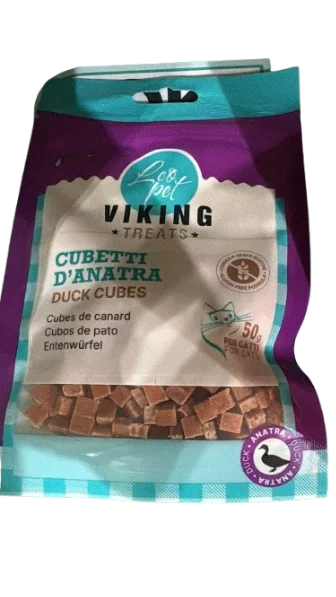 Leo
pet
VIKING
★TREATS★
CUBETTI
D'ANATRA
DUCK CUBES
Cubes de canard
Cubos de pato
Entenwürfel
50g
PER GATTI
FOR CATS
ANATRA • DUCK • ANATRA • DUCK